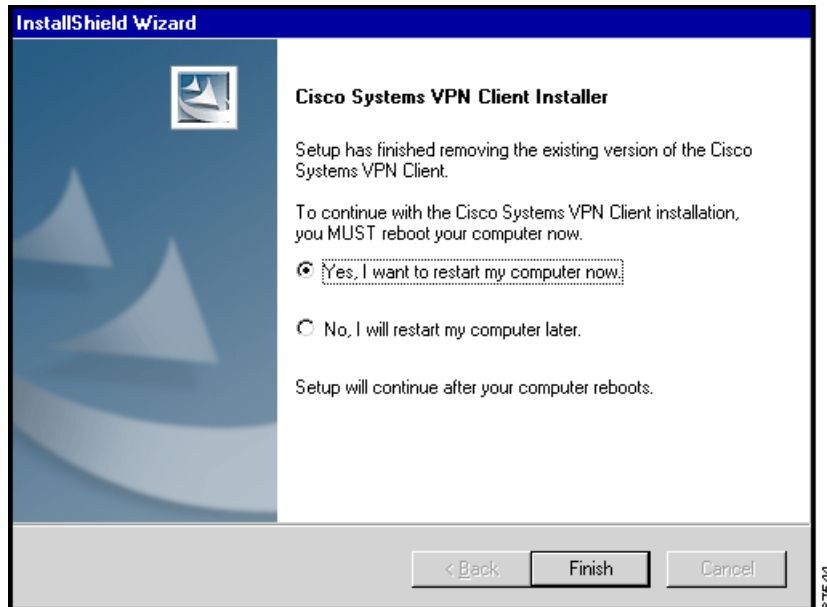 InstallShield Wizard
Cisco Systems VPN Client Installer
Setup has finished removing the existing version of the Cisco
Systems VPN Client.
To continue with the Cisco Systems VPN Client installation,
you MUST reboot your computer now.
Yes, I want to restart my computer now.
No, I will restart my computer later.
Setup will continue after your computer reboots.
< Back
Finish
Cancel